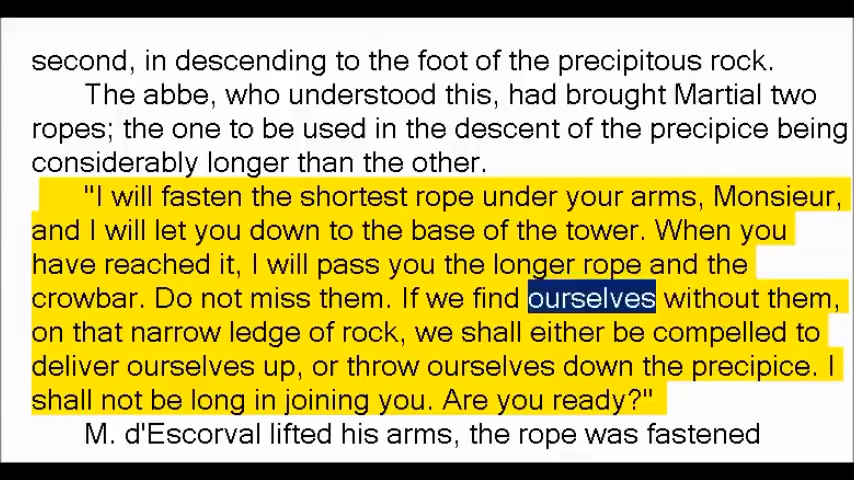 second, in descending to the foot of the precipitous rock.
The abbe, who understood this, had brought Martial two
ropes; the one to be used in the descent of the precipice being
considerably longer than the other.
"I will fasten the shortest rope under your arms, Monsieur,
and I will let you down to the base of the tower. When you
have reached it, I will pass you the longer rope and the
crowbar. Do not miss them. If we find ourselves without them,
on that narrow ledge of rock, we shall either be compelled to
deliver ourselves up, or throw ourselves down the precipice. I
shall not be long in joining you. Are you ready?"
M. d'Escorval lifted his arms, the rope was fastened